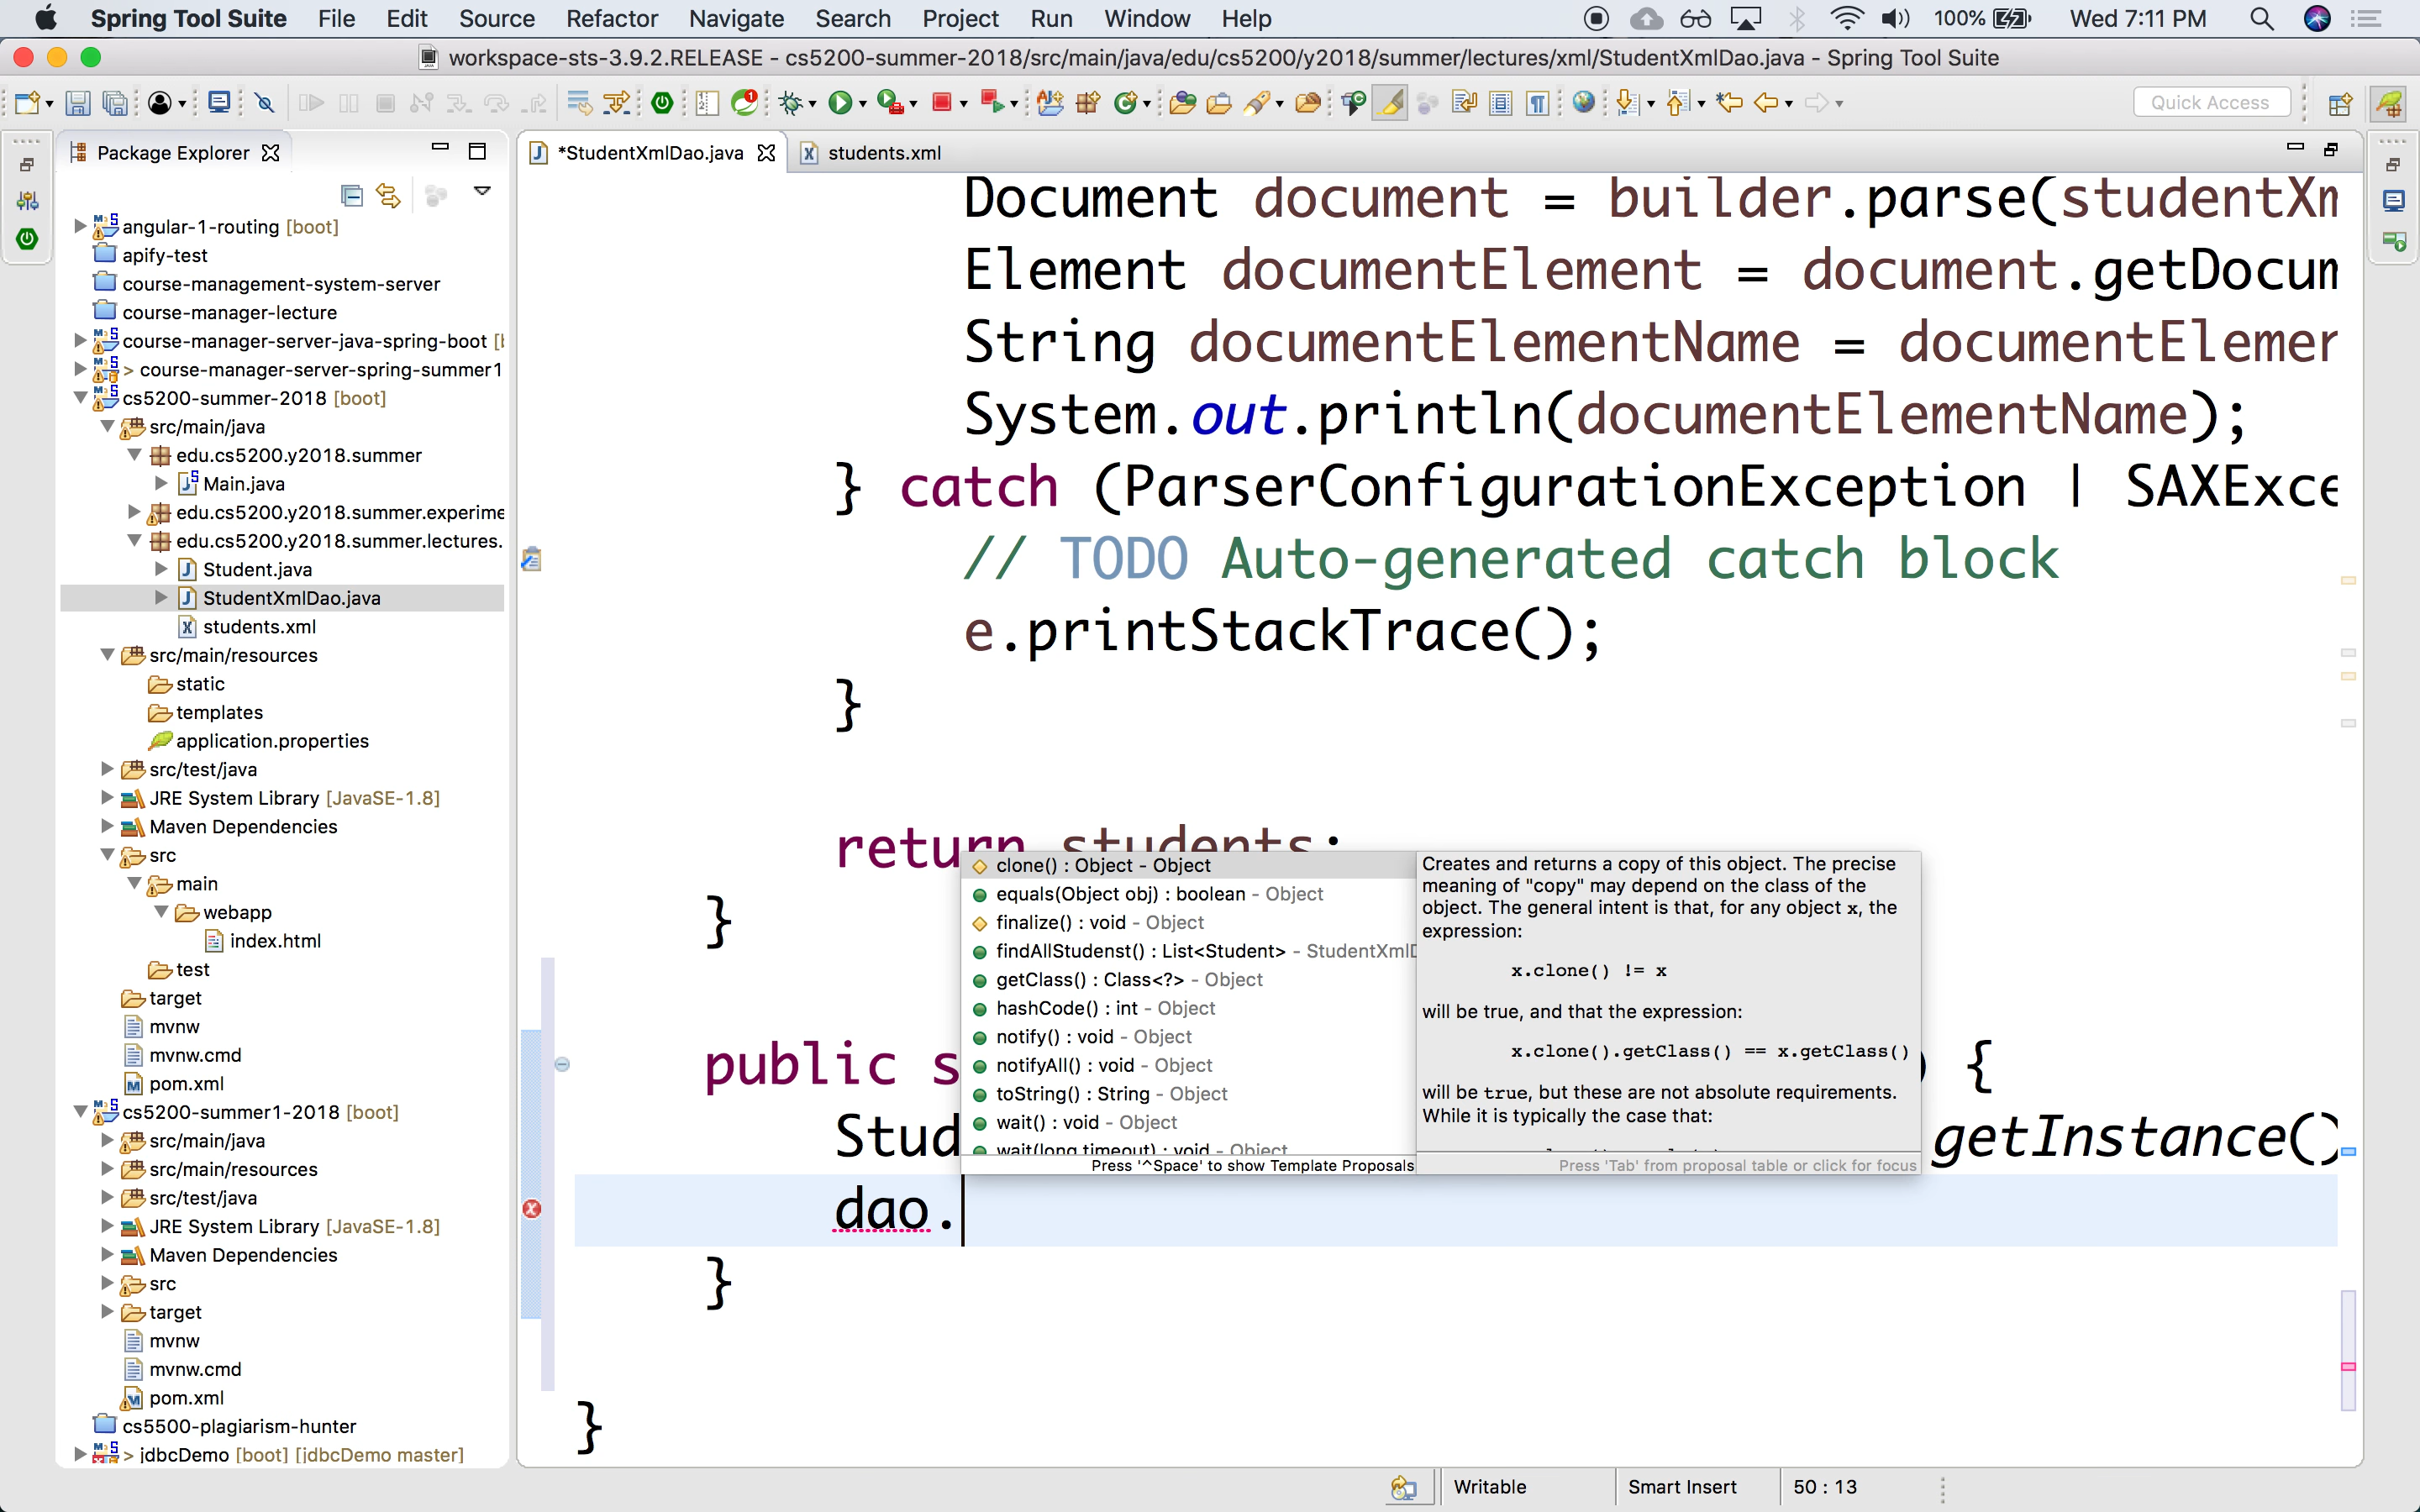 Spring Tool Suite File Edit Source Refactor Navigate Search Project Run Window Help 100% Wed 7:11 PM
workspace-sts-3.9.2.RELEASE - cs5200-summer-2018/src/main/java/edu/cs5200/y2018/summer/lectures/xml/StudentXmlDao.java - Spring Tool Suite
Quick Access
Package Explorer
angular-1-routing [boot]
apify-test
course-management-system-server
course-manager-lecture
course-manager-server-java-spring-boot [
> course-manager-server-spring-summer1
cs5200-summer-2018 [boot]
src/main/java
edu.cs5200.y2018.summer
Main.java
edu.cs5200.y2018.summer.experime
edu.cs5200.y2018.summer.lectures.
Student.java
StudentXmlDao.java
students.xml
src/main/resources
static
templates
application.properties
src/test/java
JRE System Library [JavaSE-1.8]
Maven Dependencies
src
main
webapp
index.html
test
target
mvnw
mvnw.cmd
pom.xml
cs5200-summer1-2018 [boot]
src/main/java
src/main/resources
src/test/java
JRE System Library [JavaSE-1.8]
Maven Dependencies
src
target
mvnw
mvnw.cmd
pom.xml
cs5500-plagiarism-hunter
> jdbcDemo [boot] [jdbcDemo master]
*StudentXmlDao.java students.xml
Document document = builder.parse(studentXm
Element documentElement = document.getDocum
String documentElementName = documentElemen
System.out.println(documentElementName);
} catch (ParserConfigurationException | SAXExce
// TODO Auto-generated catch block
e.printStackTrace();
}
return students;
}
public s ) {
Stud getInstance()
dao.
}
}
clone() : Object - Object
equals(Object obj) : boolean - Object
finalize() : void - Object
findAllStudenst() : List<Student> - StudentXmlD
getClass() : Class<?> - Object
hashCode() : int - Object
notify() : void - Object
notifyAll() : void - Object
toString() : String - Object
wait() : void - Object
wait(long timeout) : void - Object
Press '^Space' to show Template Proposals
Creates and returns a copy of this object. The precise
meaning of "copy" may depend on the class of the
object. The general intent is that, for any object x, the
expression:
x.clone() != x
will be true, and that the expression:
x.clone().getClass() == x.getClass()
will be true, but these are not absolute requirements.
While it is typically the case that:
Press 'Tab' from proposal table or click for focus
Writable Smart Insert 50 : 13